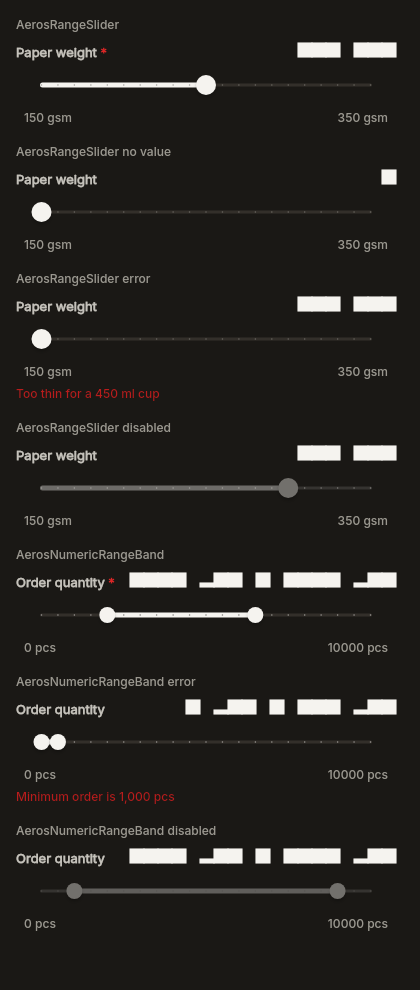 AerosRangeSlider
Paper weight *
150 gsm 350 gsm
AerosRangeSlider no value
Paper weight
150 gsm 350 gsm
AerosRangeSlider error
Paper weight
150 gsm 350 gsm
Too thin for a 450 ml cup
AerosRangeSlider disabled
Paper weight
150 gsm 350 gsm
AerosNumericRangeBand
Order quantity *
0 pcs 10000 pcs
AerosNumericRangeBand error
Order quantity
0 pcs 10000 pcs
Minimum order is 1,000 pcs
AerosNumericRangeBand disabled
Order quantity
0 pcs 10000 pcs